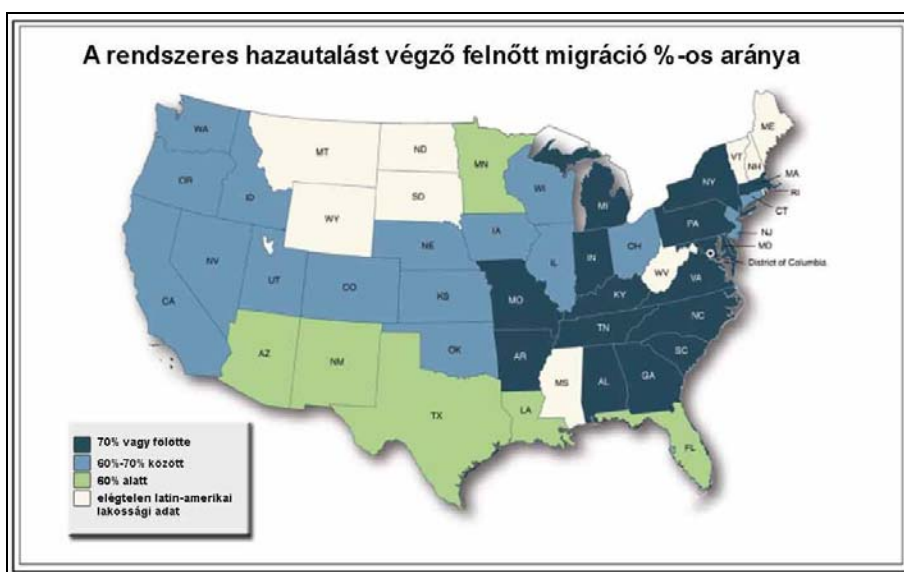 A rendszeres hazautalást végző felnőtt migráció %-os aránya
WA
OR
ID
MT
ND
MN
SD
WY
NV
UT
CA
CO
NE
KS
IA
WI
IL
MI
IN
OH
NY
PA
VT
NH
ME
MA
RI
CT
NJ
MD
District of Columbia
WV
VA
KY
MO
TN
NC
SC
AR
OK
AZ
NM
TX
LA
MS
AL
GA
FL
70% vagy fölötte
60%-70% között
60% alatt
elégtelen latin-amerikai
lakossági adat